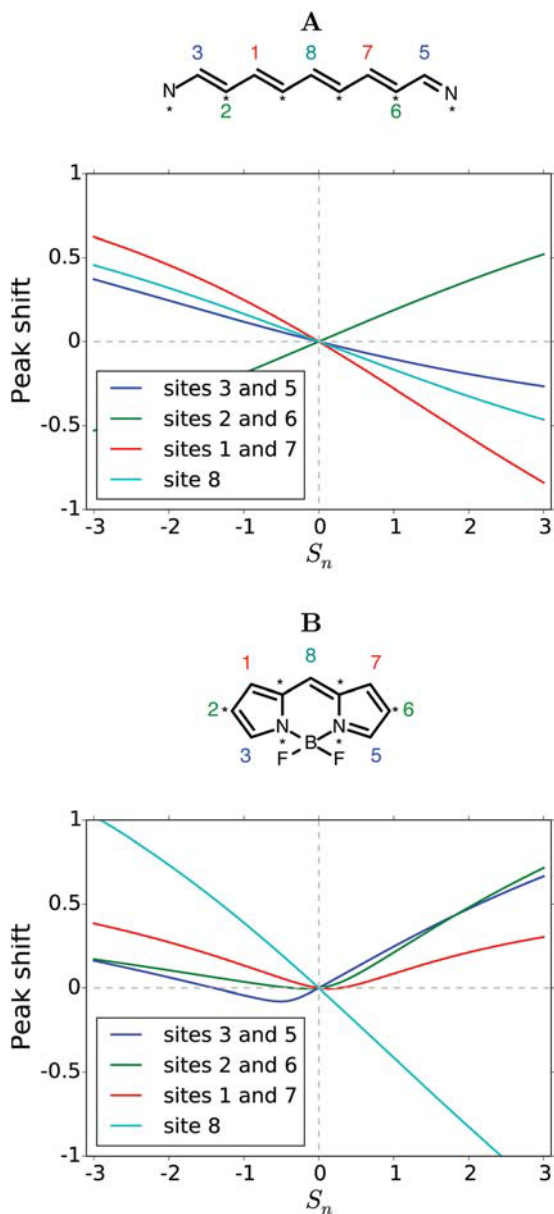 A
3 1 8 7 5
N * * * N
* 2 6 *
1
0.5
0
-0.5
-1
Peak shift
sites 3 and 5
sites 2 and 6
sites 1 and 7
site 8
-3 -2 -1 0 1 2 3
Sₙ
B
8
1 7
* *
2 * * 6
N N
* *
3 B 5
F F
1
0.5
0
-0.5
-1
Peak shift
sites 3 and 5
sites 2 and 6
sites 1 and 7
site 8
-3 -2 -1 0 1 2 3
Sₙ